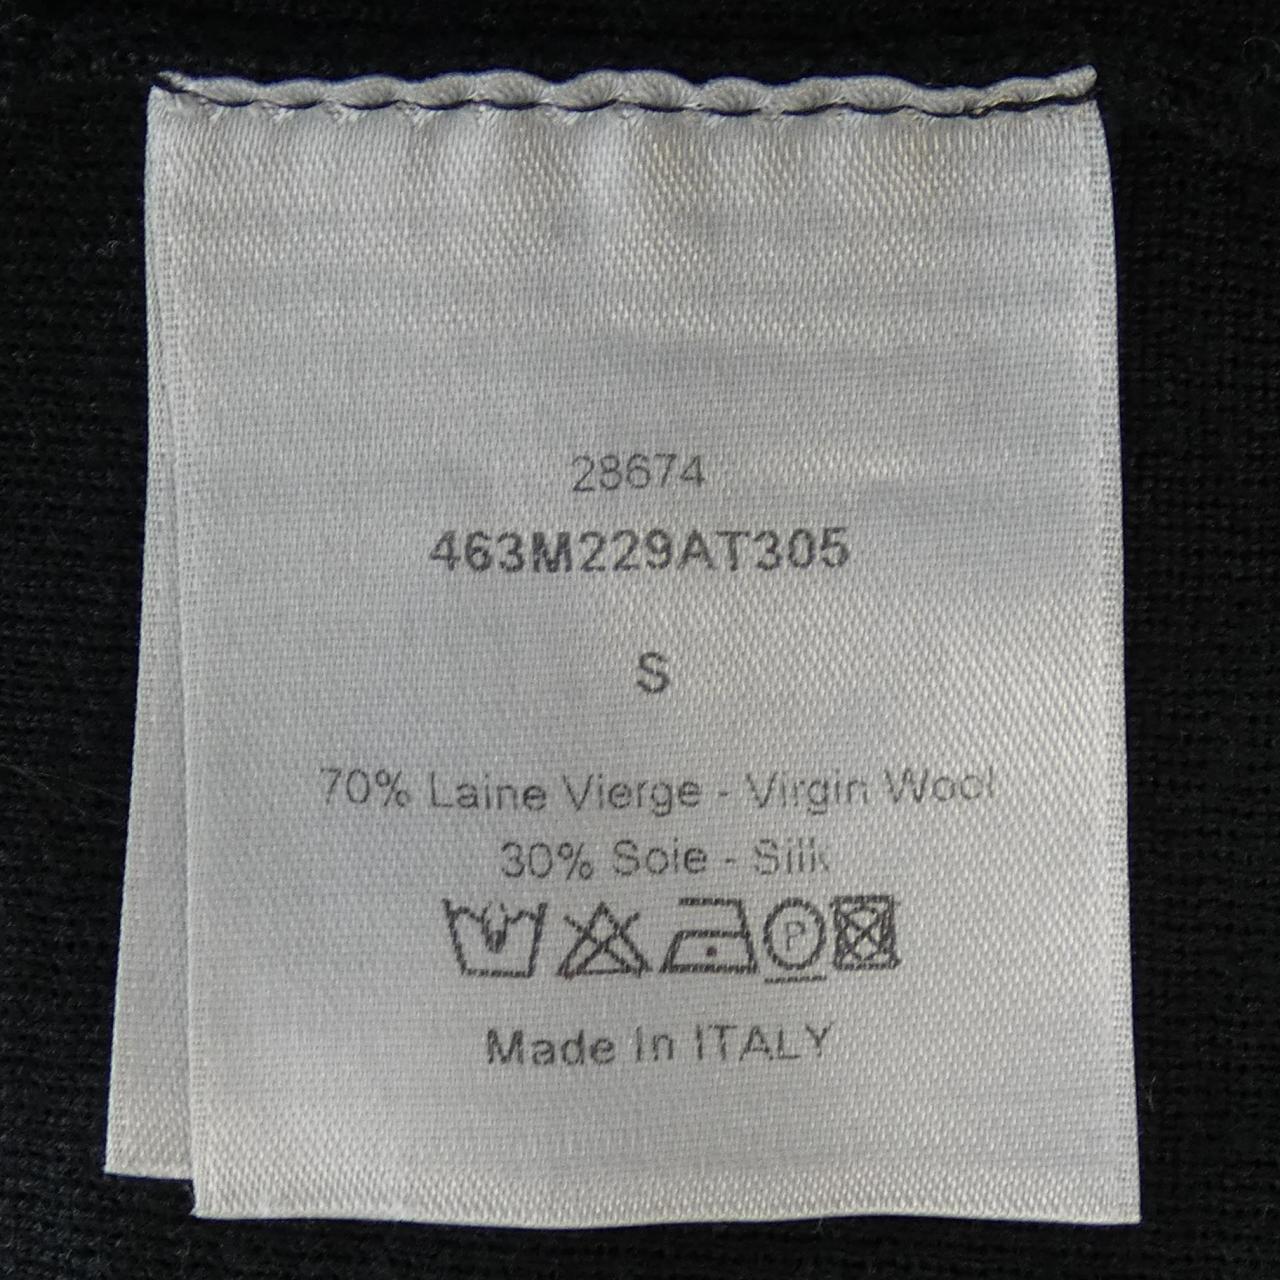 28674
463M229AT305
S
70% Laine Vierge - Virgin Wool
30% Soie - Silk
P
Made In ITALY